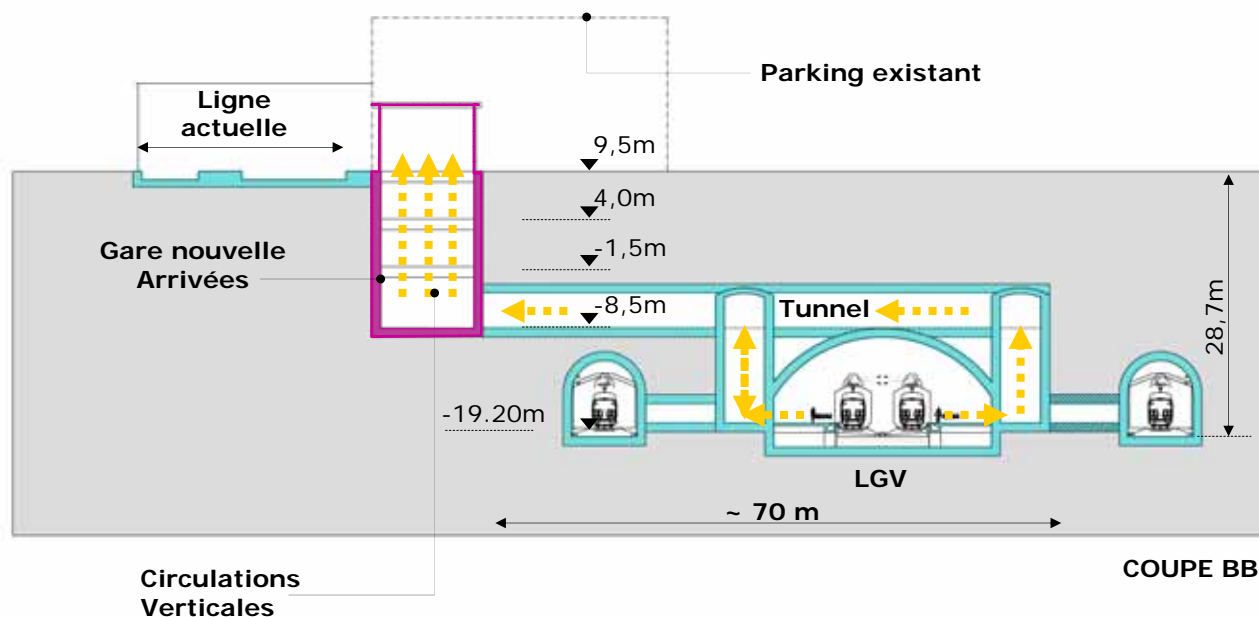 Parking existant
Ligne
actuelle
9,5m
4,0m
-1,5m
Gare nouvelle
Arrivées
-8,5m
Tunnel
28,7m
-19.20m
LGV
~ 70 m
COUPE BB
Circulations
Verticales